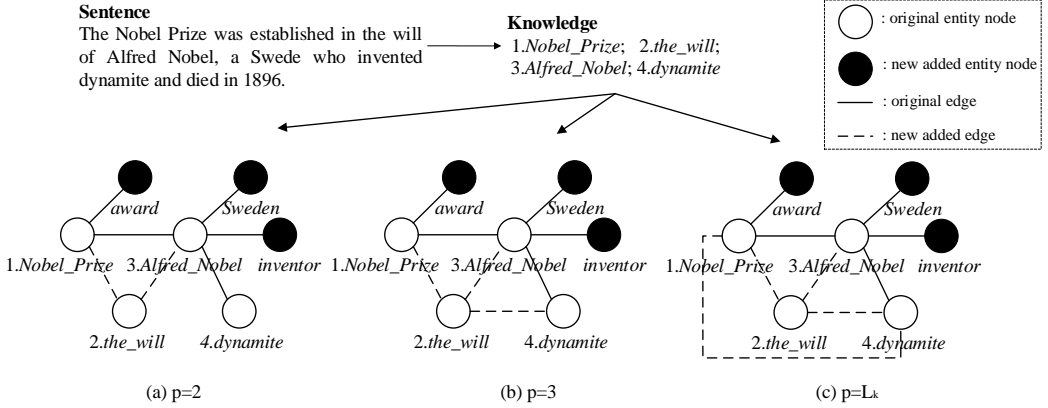 Sentence
The Nobel Prize was established in the will
of Alfred Nobel, a Swede who invented
dynamite and died in 1896.
Knowledge
1.Nobel_Prize; 2.the_will;
3.Alfred_Nobel; 4.dynamite
: original entity node
: new added entity node
: original edge
: new added edge
award
Sweden
1.Nobel_Prize
3.Alfred_Nobel
inventor
2.the_will
4.dynamite
(a) p=2
award
Sweden
1.Nobel_Prize
3.Alfred_Nobel
inventor
2.the_will
4.dynamite
(b) p=3
award
Sweden
1.Nobel_Prize
3.Alfred_Nobel
inventor
2.the_will
4.dynamite
(c) p=Lₖ